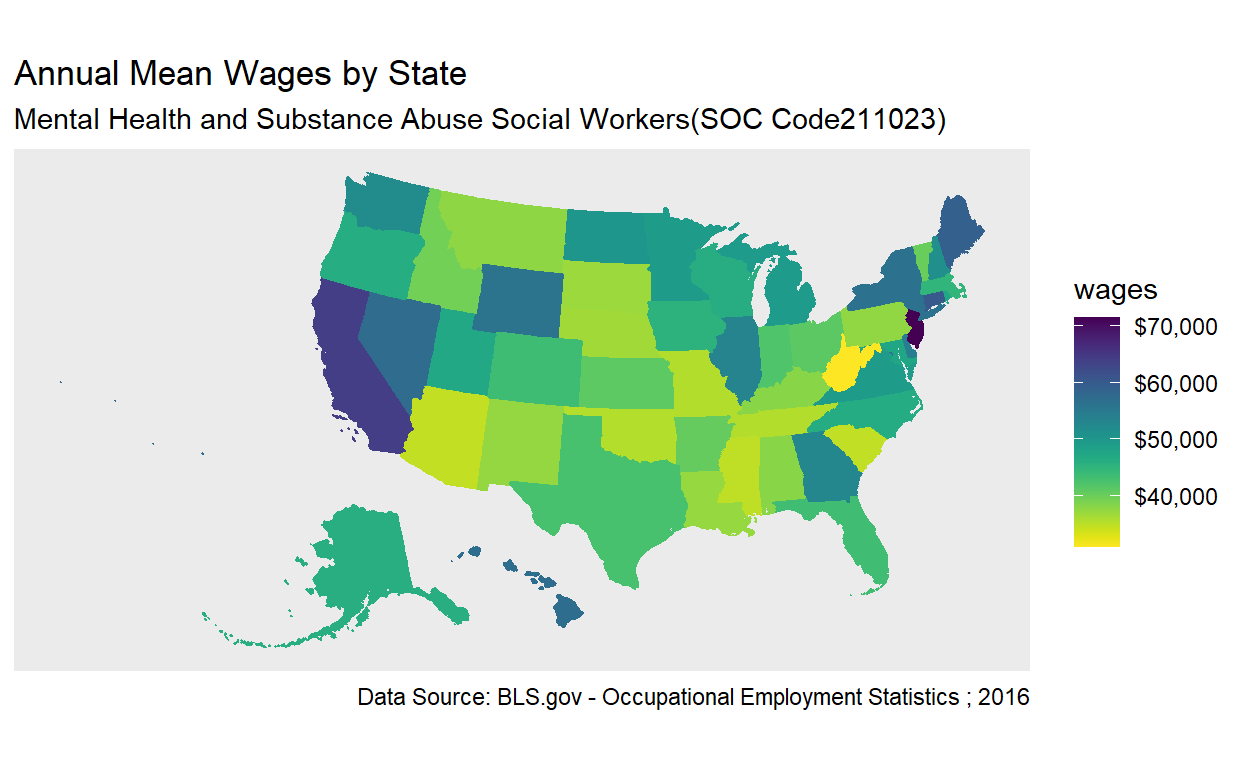 Annual Mean Wages by State
Mental Health and Substance Abuse Social Workers(SOC Code211023)
wages
$70,000
$60,000
$50,000
$40,000
Data Source: BLS.gov - Occupational Employment Statistics ; 2016